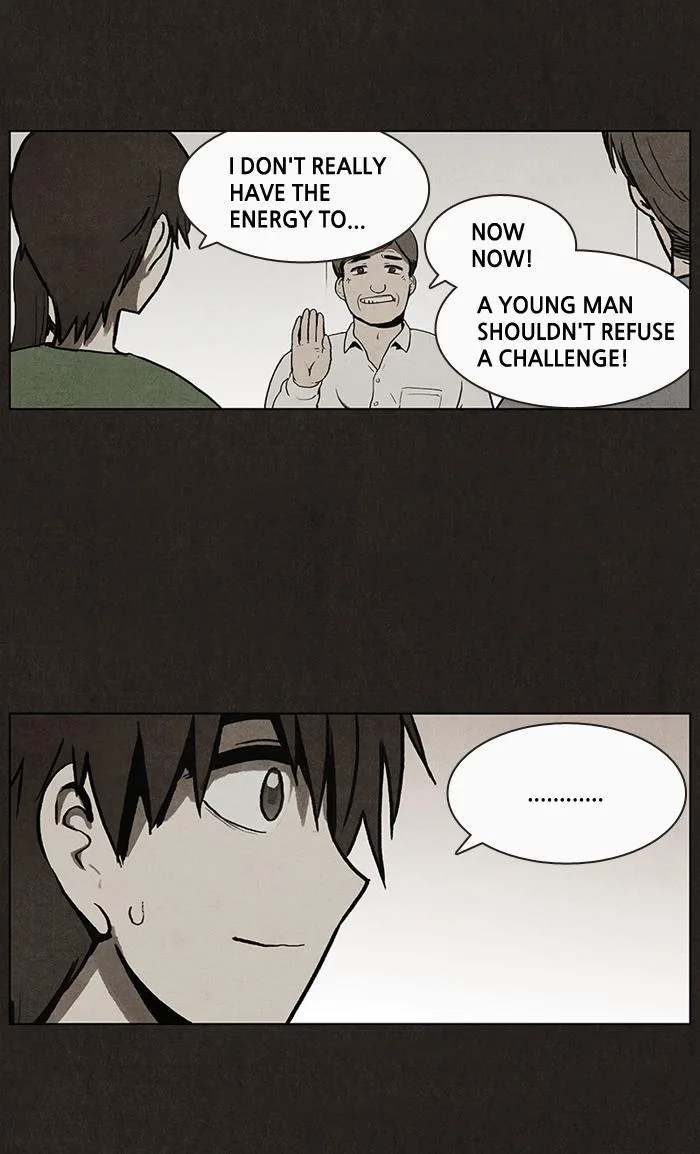 I DON'T REALLY
HAVE THE
ENERGY TO...
NOW
NOW!
A YOUNG MAN
SHOULDN'T REFUSE
A CHALLENGE!
............